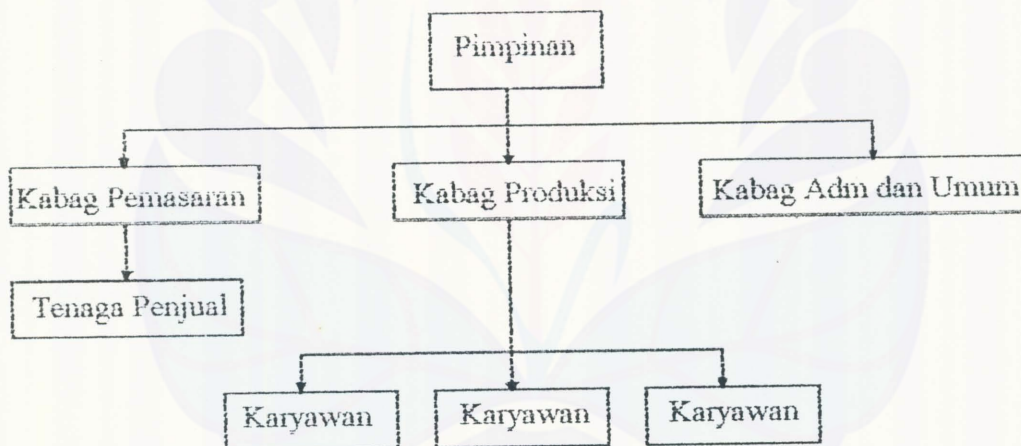 Pimpinan
Kabag Pemasaran
Kabag Produksi
Kabag Adm dan Umum
Tenaga Penjual
Karyawan
Karyawan
Karyawan